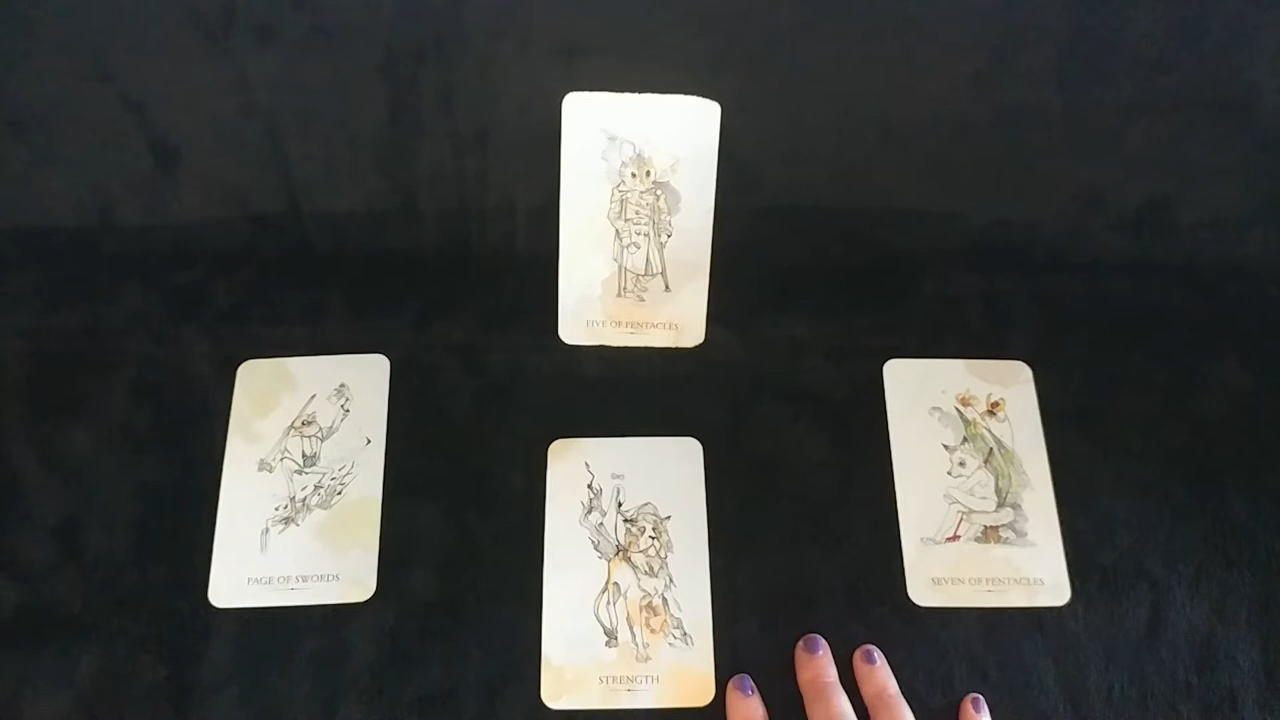 FIVE OF PENTACLES
PAGE OF SWORDS
SEVEN OF PENTACLES
STRENGTH